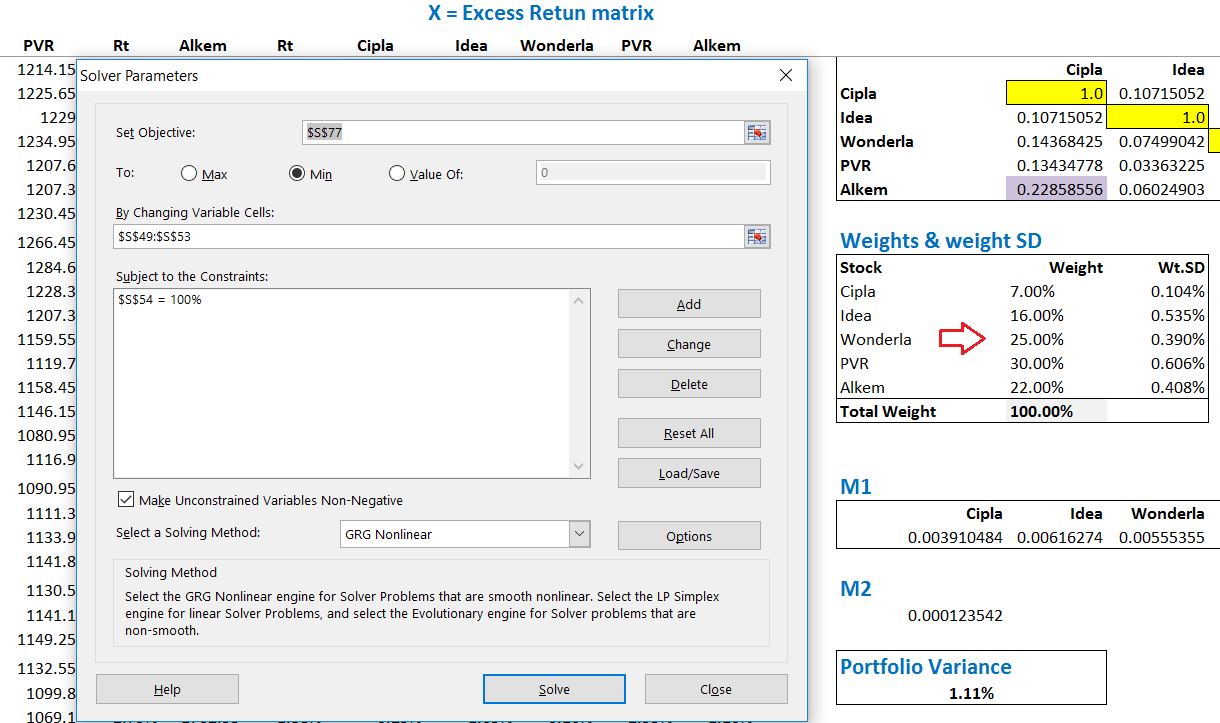 X = Excess Retun matrix
PVR Rt Alkem Rt Cipla Idea Wonderla PVR Alkem
1214.15
1225.65
1229
1234.95
1207.6
1207.3
1230.45
1266.45
1284.6
1228.3
1207.3
1159.55
1119.7
1158.45
1146.15
1080.95
1116.9
1090.95
1111.3
1133.9
1141.8
1130.5
1141.1
1149.25
1132.55
1099.8
1069.1
Solver Parameters
Set Objective: $S$77
To: Max Min Value Of: 0
By Changing Variable Cells:
$S$49:$S$53
Subject to the Constraints:
$S$54 = 100%
Add
Change
Delete
Reset All
Load/Save
Make Unconstrained Variables Non-Negative
Select a Solving Method: GRG Nonlinear Options
Solving Method
Select the GRG Nonlinear engine for Solver Problems that are smooth nonlinear. Select the LP Simplex
engine for linear Solver Problems, and select the Evolutionary engine for Solver problems that are
non-smooth.
Help Solve Close
Cipla Idea
Cipla 1.0 0.10715052
Idea 0.10715052 1.0
Wonderla 0.14368425 0.07499042
PVR 0.13434778 0.03363225
Alkem 0.22858556 0.06024903
Weights & weight SD
Stock Weight Wt.SD
Cipla 7.00% 0.104%
Idea 16.00% 0.535%
Wonderla 25.00% 0.390%
PVR 30.00% 0.606%
Alkem 22.00% 0.408%
Total Weight 100.00%
M1
Cipla Idea Wonderla
0.003910484 0.00616274 0.00555355
M2
0.000123542
Portfolio Variance
1.11%